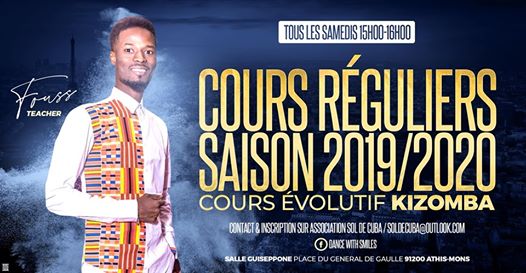 TOUS LES SAMEDIS 15H00-16H00
Fouss
TEACHER
COURS RÉGULIERS
SAISON 2019/2020
COURS ÉVOLUTIF KIZOMBA
CONTACT & INSCRIPTION SUR ASSOCIATION SOL DE CUBA / SOLDECUBA@OUTLOOK.COM
f DANCE WITH SMILES
SALLE GUISEPPONE PLACE DU GENERAL DE GAULLE 91200 ATHIS-MONS